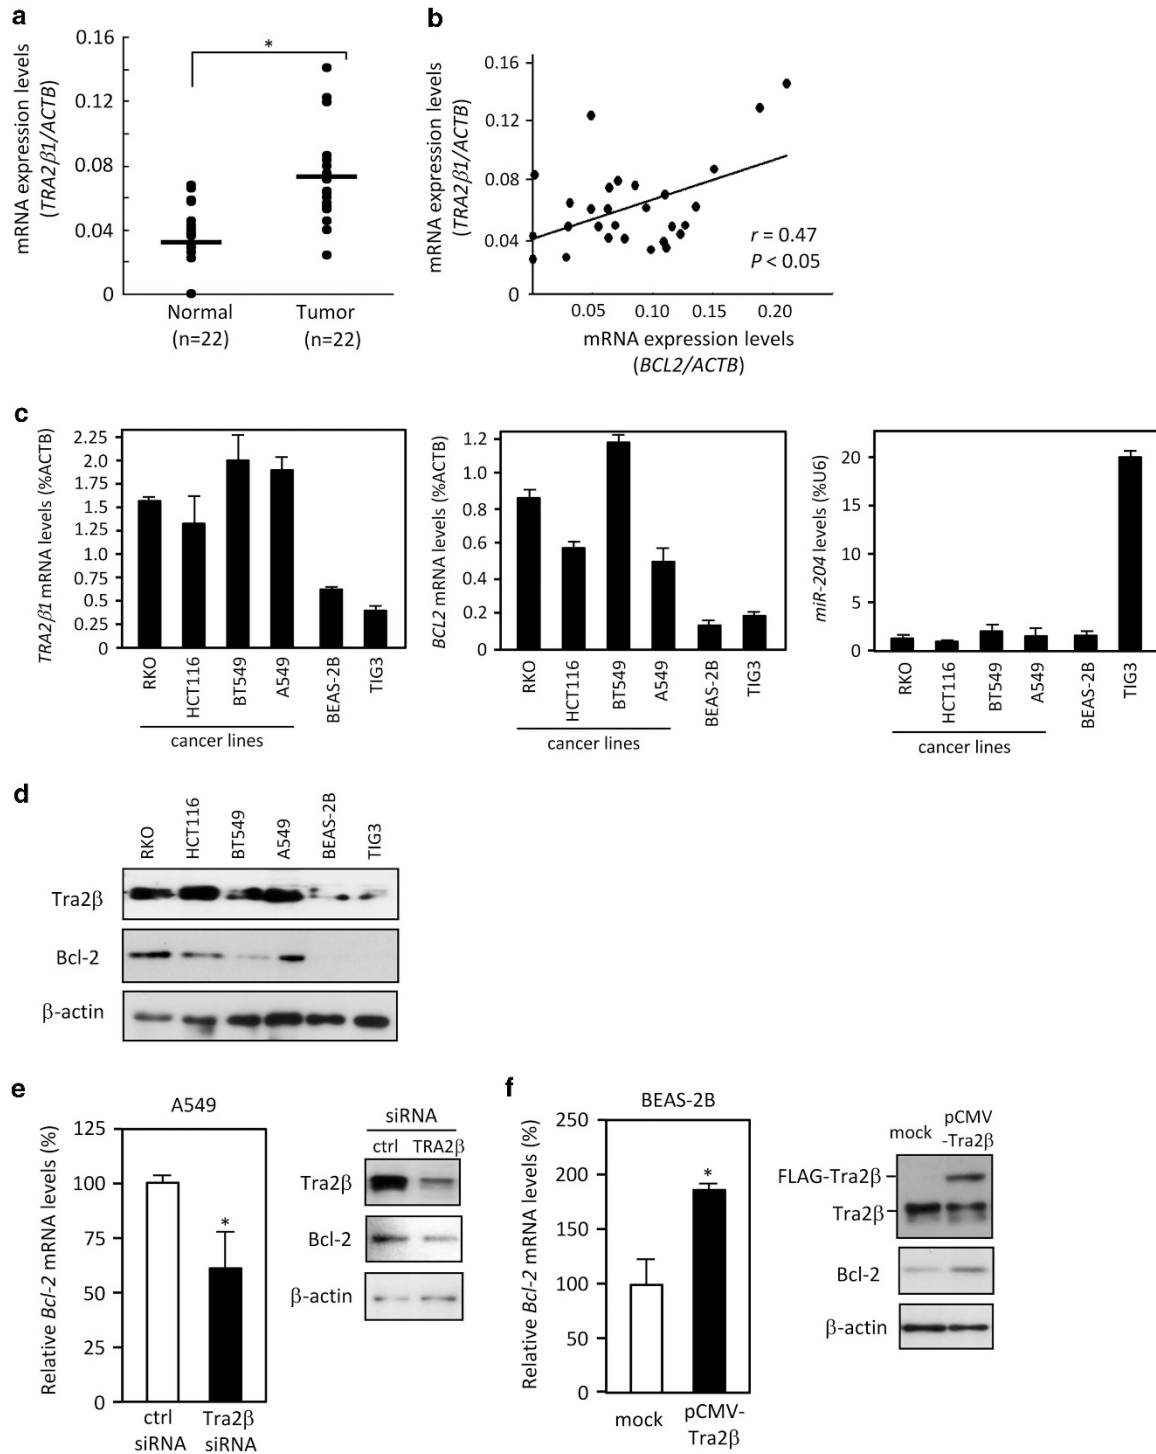 a
mRNA expression levels
(TRA2β1/ACTB)
0.16
0.12
0.08
0.04
0
*
Normal
(n=22)
Tumor
(n=22)
b
mRNA expression levels
(TRA2β1/ACTB)
0.16
0.12
0.08
0.04
0
r = 0.47
P < 0.05
0.05 0.10 0.15 0.20
mRNA expression levels
(BCL2/ACTB)
c
TRA2β1 mRNA levels (%ACTB)
2.25
2.0
1.75
1.5
1.25
1.0
0.75
0.5
0.25
0
RKO
HCT116
BT549
A549
BEAS-2B
TIG3
cancer lines
BCL2 mRNA levels (%ACTB)
1.2
1.0
0.8
0.6
0.4
0.2
0
RKO
HCT116
BT549
A549
BEAS-2B
TIG3
cancer lines
miR-204 levels (%U6)
20
15
10
5
0
RKO
HCT116
BT549
A549
BEAS-2B
TIG3
cancer lines
d
RKO
HCT116
BT549
A549
BEAS-2B
TIG3
Tra2β
Bcl-2
β-actin
e
A549
Relative Bcl-2 mRNA levels (%)
125
100
75
50
25
0
*
ctrl
siRNA
Tra2β
siRNA
siRNA
ctrl TRA2β
Tra2β
Bcl-2
β-actin
f
BEAS-2B
Relative Bcl-2 mRNA levels (%)
250
200
150
100
50
0
*
mock
pCMV-
Tra2β
mock
pCMV
-Tra2β
FLAG-Tra2β
Tra2β
Bcl-2
β-actin